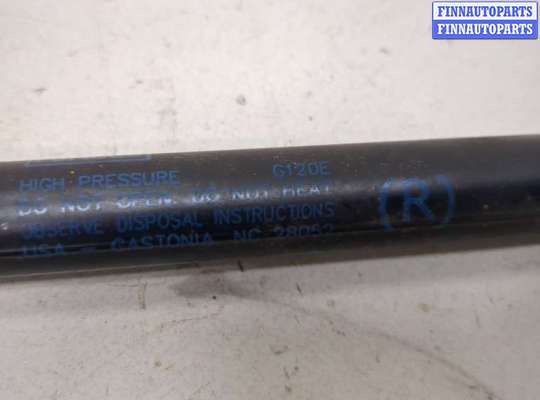 FINNAUTOPARTS
FINNAUTOPARTS
HIGH PRESSURE G120E
DO NOT OPEN. DO NOT HEAT
OBSERVE DISPOSAL INSTRUCTIONS
USA - GASTONIA, NC 28052
(R)